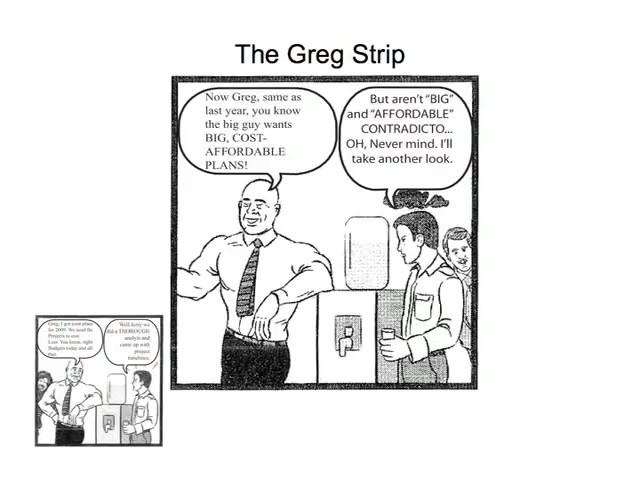 The Greg Strip
Now Greg, same as
last year, you know
the big guy wants
BIG, COST-
AFFORDABLE
PLANS!
But aren't "BIG"
and "AFFORDABLE"
CONTRADICTO...
OH, Never mind. I'll
take another look.
Greg, I got your plans
for 2009. We need the
Projects to cost
Less. You know, tight
Budgets today and all
that.
Well Jerry we
did a THOROUGH
analysis and
came up with
project
timelines.